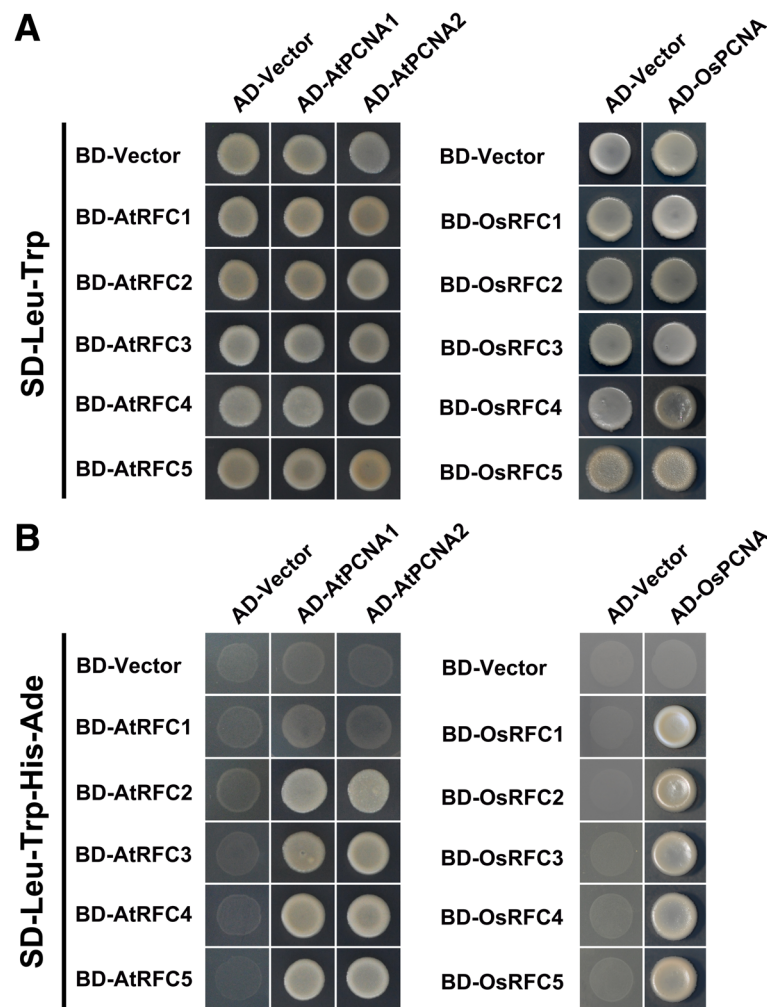 A
AD-Vector
AD-AtPCNA1
AD-AtPCNA2
AD-Vector
AD-OsPCNA
SD-Leu-Trp
BD-Vector
BD-AtRFC1
BD-AtRFC2
BD-AtRFC3
BD-AtRFC4
BD-AtRFC5
BD-Vector
BD-OsRFC1
BD-OsRFC2
BD-OsRFC3
BD-OsRFC4
BD-OsRFC5
B
AD-Vector
AD-AtPCNA1
AD-AtPCNA2
AD-Vector
AD-OsPCNA
SD-Leu-Trp-His-Ade
BD-Vector
BD-AtRFC1
BD-AtRFC2
BD-AtRFC3
BD-AtRFC4
BD-AtRFC5
BD-Vector
BD-OsRFC1
BD-OsRFC2
BD-OsRFC3
BD-OsRFC4
BD-OsRFC5